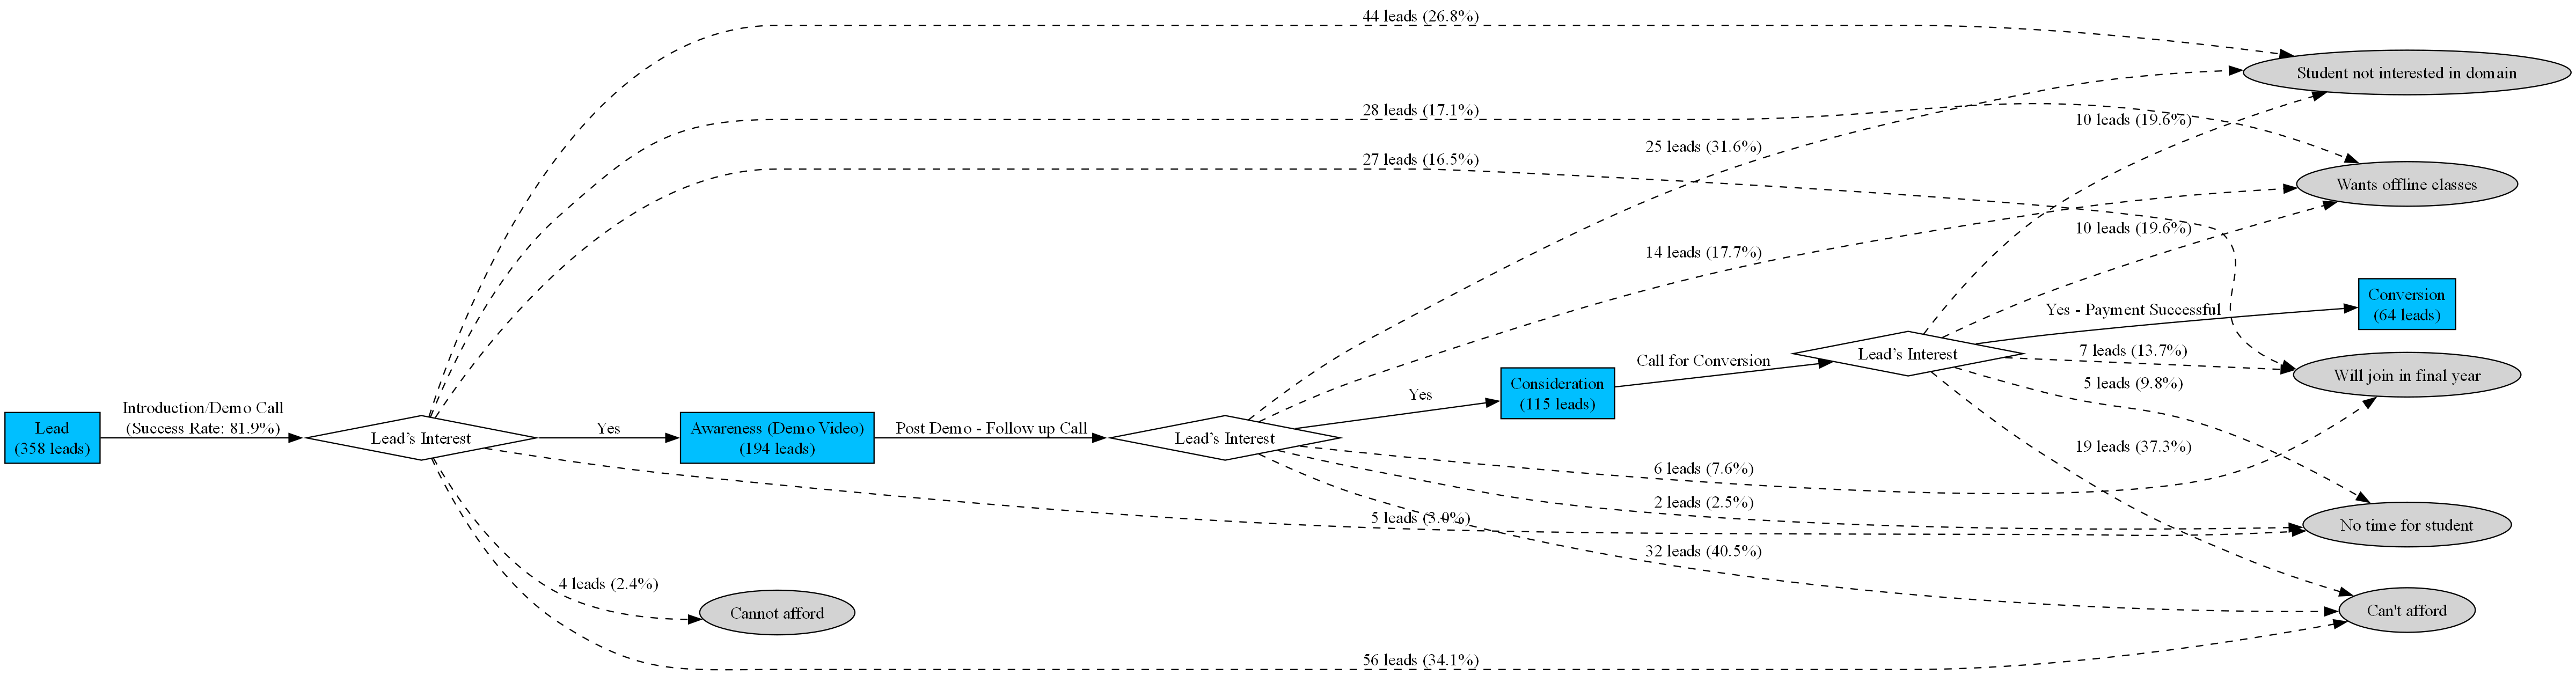 44 leads (26.8%)
Student not interested in domain
28 leads (17.1%)
10 leads (19.6%)
25 leads (31.6%)
27 leads (16.5%)
Wants offline classes
10 leads (19.6%)
14 leads (17.7%)
Conversion
(64 leads)
Yes - Payment Successful
Lead's Interest
7 leads (13.7%)
Call for Conversion
Will join in final year
Consideration
(115 leads)
5 leads (9.8%)
Yes
Introduction/Demo Call
(Success Rate: 81.9%)
Lead
(358 leads)
Lead's Interest
Yes
Awareness (Demo Video)
(194 leads)
Post Demo - Follow up Call
Lead's Interest
19 leads (37.3%)
6 leads (7.6%)
2 leads (2.5%)
5 leads (3.0%)
No time for student
32 leads (40.5%)
4 leads (2.4%)
Cannot afford
Can't afford
56 leads (34.1%)